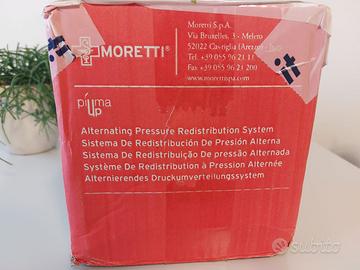 Moretti S.p.A.
Via Bruxelles, 3 - Meleto
52022 Cavriglia
Tel. +39 055 96 21 11
Fax +39 055 96 21 200
www.morettispa.com
MORETTI®
it
it
piuma
UP
Alternating Pressure Redistribution System
Sistema De Redistribución De Presión Alterna
Sistema De Redistribuição De pressão Alternada
Système De Redistribution à Pression Alternée
Alternierendes Druckumverteilungssystem
subito